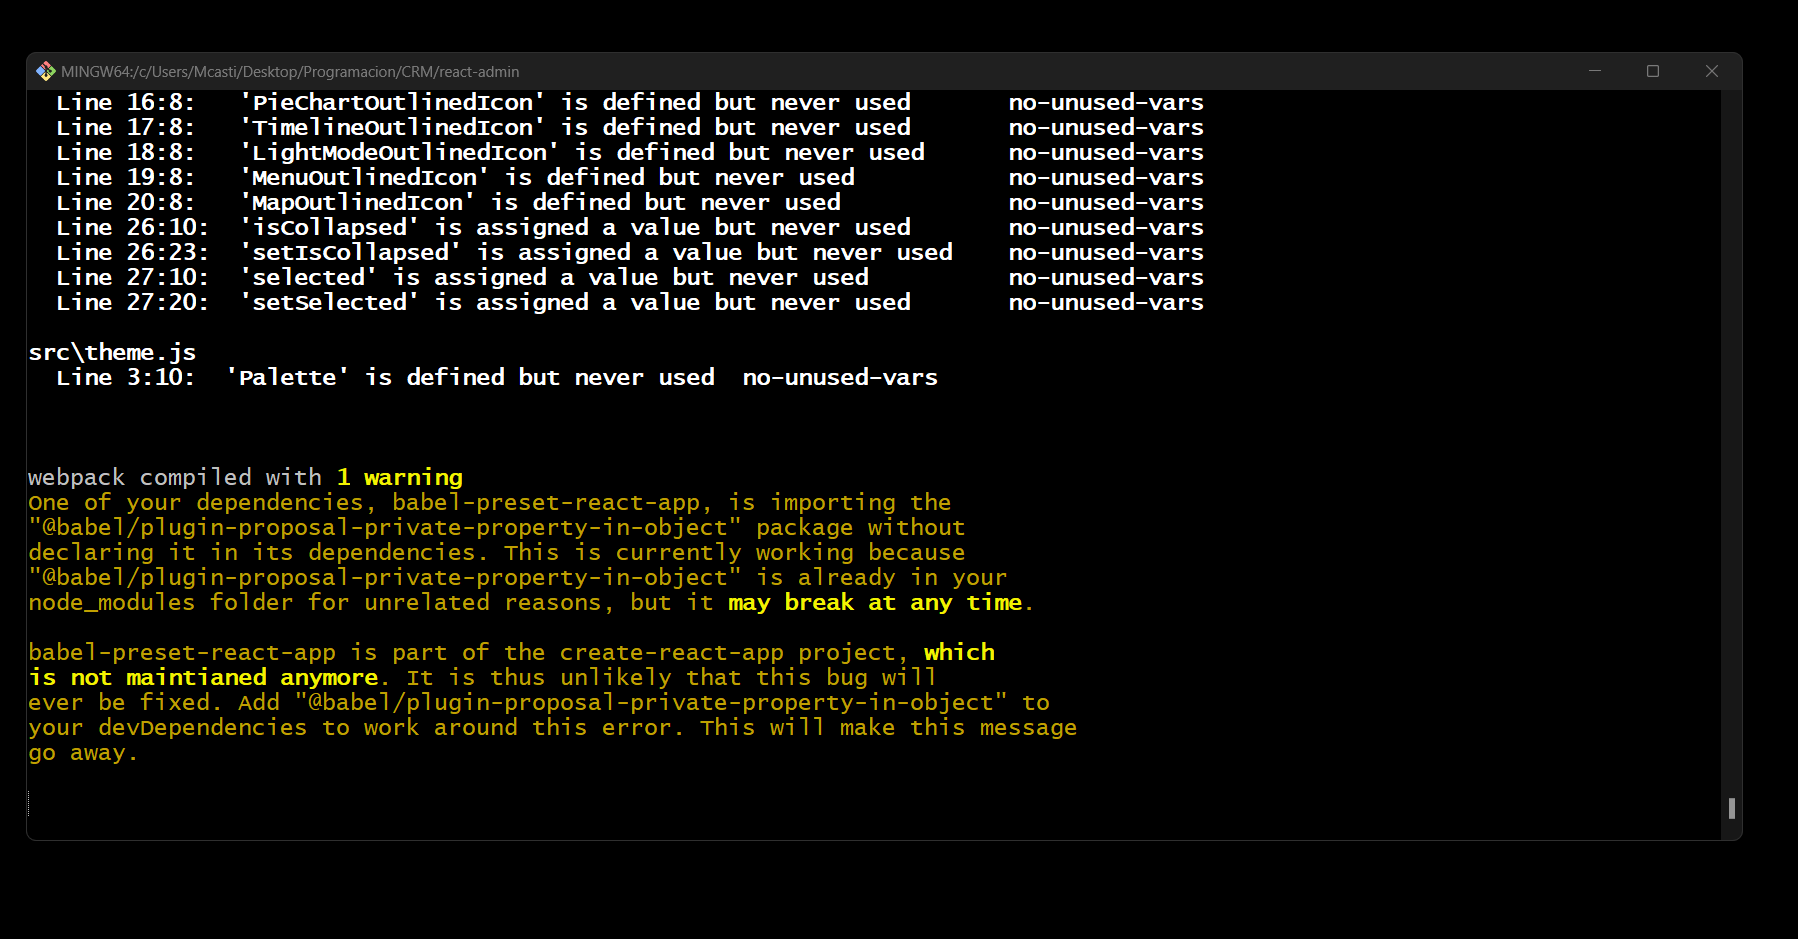 MINGW64:/c/Users/Mcasti/Desktop/Programacion/CRM/react-admin
Line 16:8:   'PieChartOutlinedIcon' is defined but never used       no-unused-vars
Line 17:8:   'TimelineOutlinedIcon' is defined but never used       no-unused-vars
Line 18:8:   'LightModeOutlinedIcon' is defined but never used      no-unused-vars
Line 19:8:   'MenuOutlinedIcon' is defined but never used           no-unused-vars
Line 20:8:   'MapOutlinedIcon' is defined but never used            no-unused-vars
Line 26:10:  'isCollapsed' is assigned a value but never used       no-unused-vars
Line 26:23:  'setIsCollapsed' is assigned a value but never used    no-unused-vars
Line 27:10:  'selected' is assigned a value but never used          no-unused-vars
Line 27:20:  'setSelected' is assigned a value but never used       no-unused-vars
src\theme.js
Line 3:10:  'Palette' is defined but never used  no-unused-vars
webpack compiled with 1 warning
One of your dependencies, babel-preset-react-app, is importing the
"@babel/plugin-proposal-private-property-in-object" package without
declaring it in its dependencies. This is currently working because
"@babel/plugin-proposal-private-property-in-object" is already in your
node_modules folder for unrelated reasons, but it may break at any time.
babel-preset-react-app is part of the create-react-app project, which
is not maintianed anymore. It is thus unlikely that this bug will
ever be fixed. Add "@babel/plugin-proposal-private-property-in-object" to
your devDependencies to work around this error. This will make this message
go away.